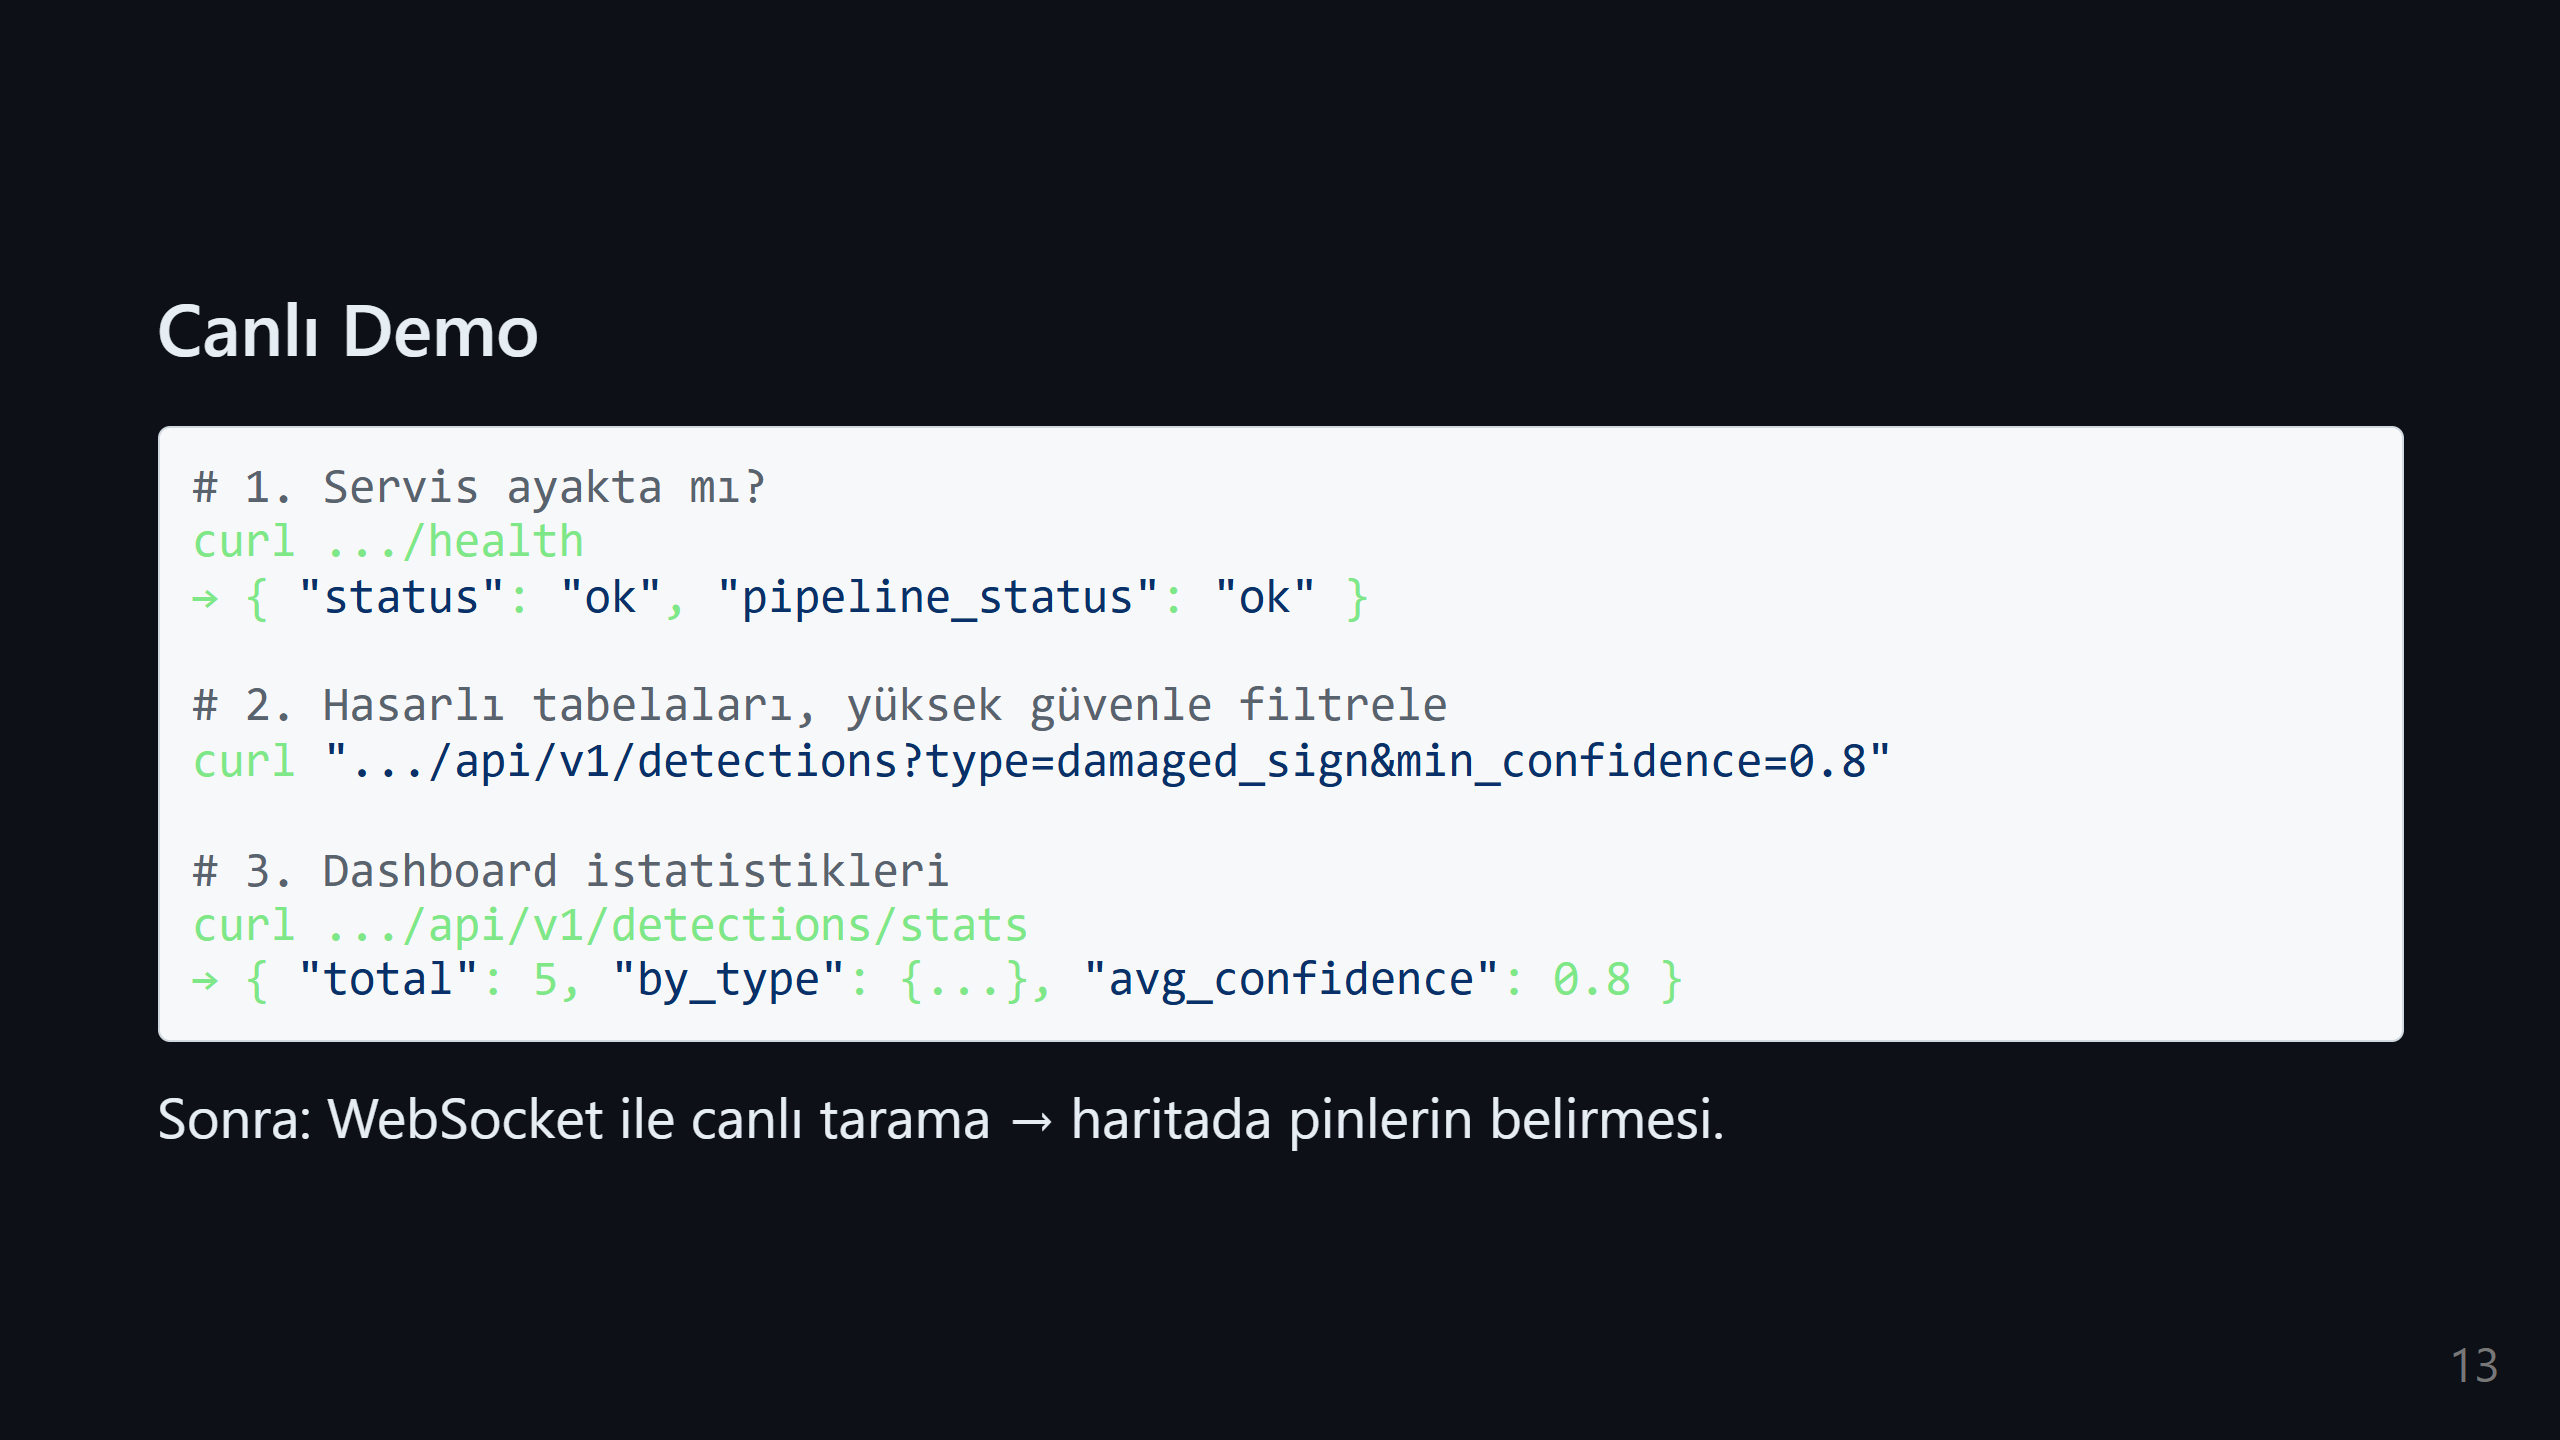 Canlı Demo
# 1. Servis ayakta mı?
curl .../health
→ { "status": "ok", "pipeline_status": "ok" }
# 2. Hasarlı tabelaları, yüksek güvenle filtrele
curl ".../api/v1/detections?type=damaged_sign&min_confidence=0.8"
# 3. Dashboard istatistikleri
curl .../api/v1/detections/stats
→ { "total": 5, "by_type": {...}, "avg_confidence": 0.8 }
Sonra: WebSocket ile canlı tarama → haritada pinlerin belirmesi.
13